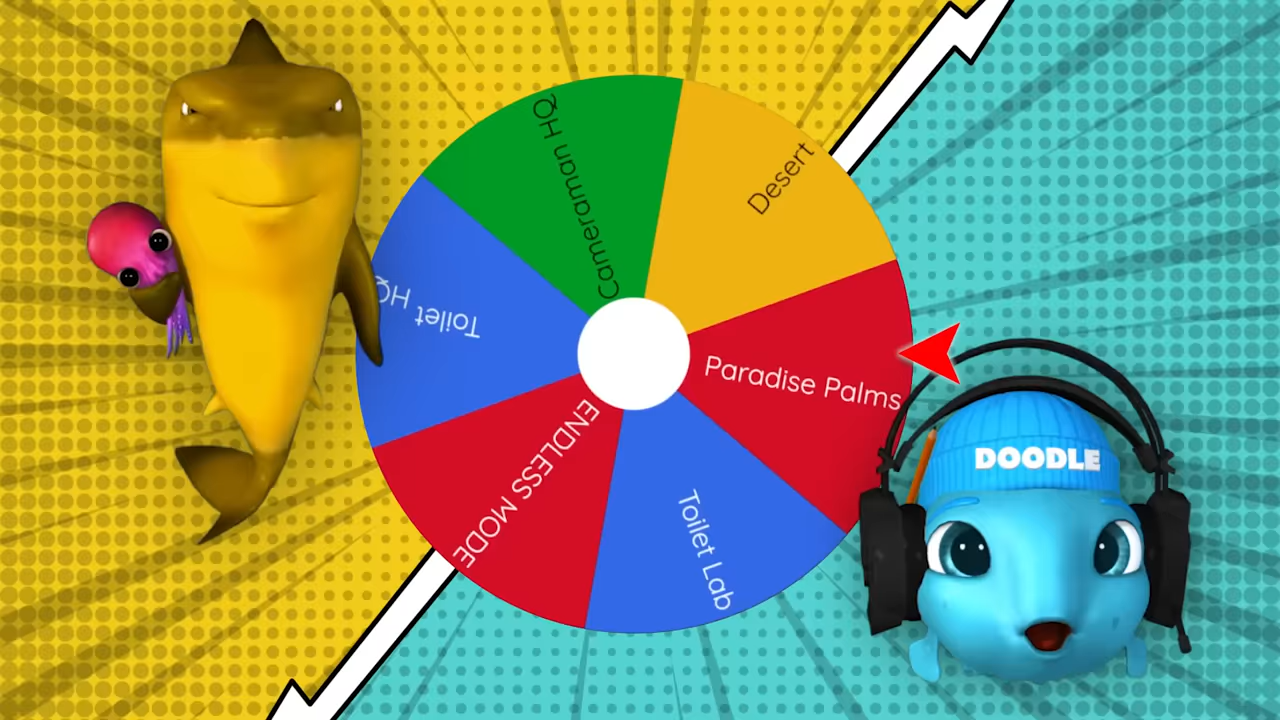 Cameraman HQ
Desert
Toilet HQ
Paradise Palms
ENDLESS MODE
Toilet Lab
DOODLE